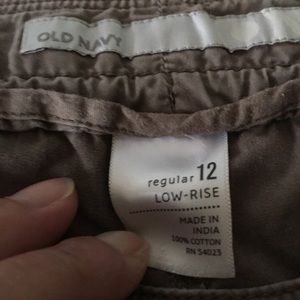 OLD NAVY
regular 12
LOW-RISE
MADE IN
INDIA
100% COTTON
RN 54023